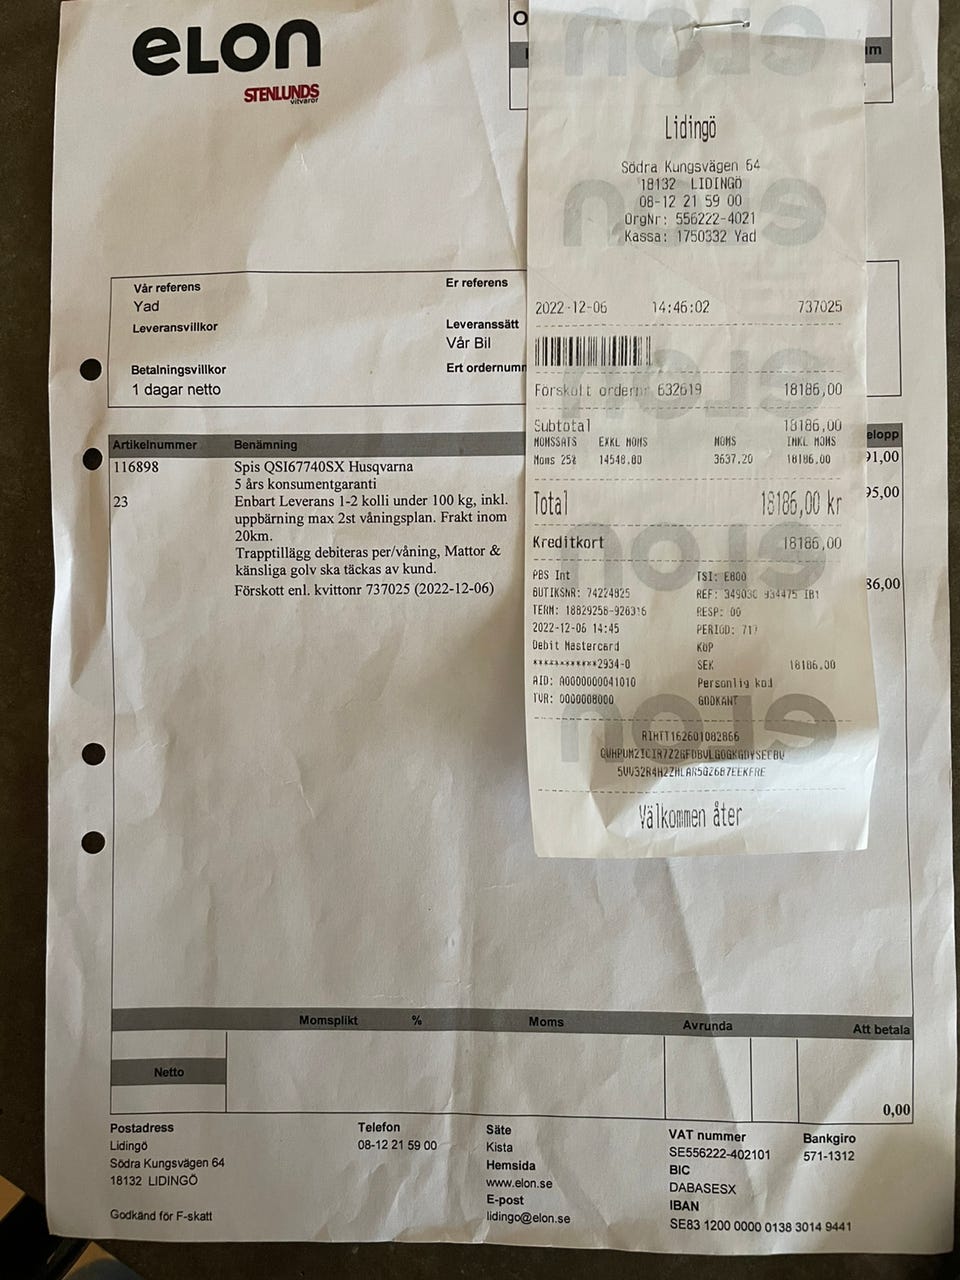 elon
STENLUNDS
vitvaror
Lidingö
Södra Kungsvägen 64
18132 LIDINGÖ
08-12 21 59 00
OrgNr: 556222-4021
Kassa: 1750332 Yad
2022-12-06 14:46:02 737025
Förskott ordernr 632619 18186,00
Subtotal 18186,00
MOMSSATS EXKL MOMS MOMS INKL MOMS
Moms 25% 14548.80 3637.20 18186.00
Total 18186,00 kr
Kreditkort 18186,00
PBS Int TSI: E800
BUTIKSNR: 74224825 REF: IB1
TERM: 18829258-926316 RESP: 00
2022-12-06 14:45 PERIOD: 717
Debit Mastercard KÖP
************2934-0 SEK 18186.00
AID: A0000000041010 Personlig kod
TVR: 0000008000 GODKÄNT
RIHTT162601082866
Välkommen åter
Vår referens Er referens
Yad
Leveransvillkor Leveranssätt
Vår Bil
Betalningsvillkor Ert ordernum
1 dagar netto
Artikelnummer Benämning elopp
116898 Spis QSI67740SX Husqvarna 91,00
5 års konsumentgaranti
23 Enbart Leverans 1-2 kolli under 100 kg, inkl. 95,00
uppbärning max 2st våningsplan. Frakt inom
20km.
Trapptillägg debiteras per/våning, Mattor &
känsliga golv ska täckas av kund.
Förskott enl. kvittonr 737025 (2022-12-06) 86,00
Momsplikt % Moms Avrunda Att betala
Netto
0,00
Postadress
Lidingö
Södra Kungsvägen 64
18132 LIDINGÖ
Godkänd för F-skatt
Telefon
08-12 21 59 00
Säte
Kista
Hemsida
www.elon.se
E-post
lidingo@elon.se
VAT nummer
SE556222-402101
BIC
DABASESX
IBAN
SE83 1200 0000 0138 3014 9441
Bankgiro
571-1312